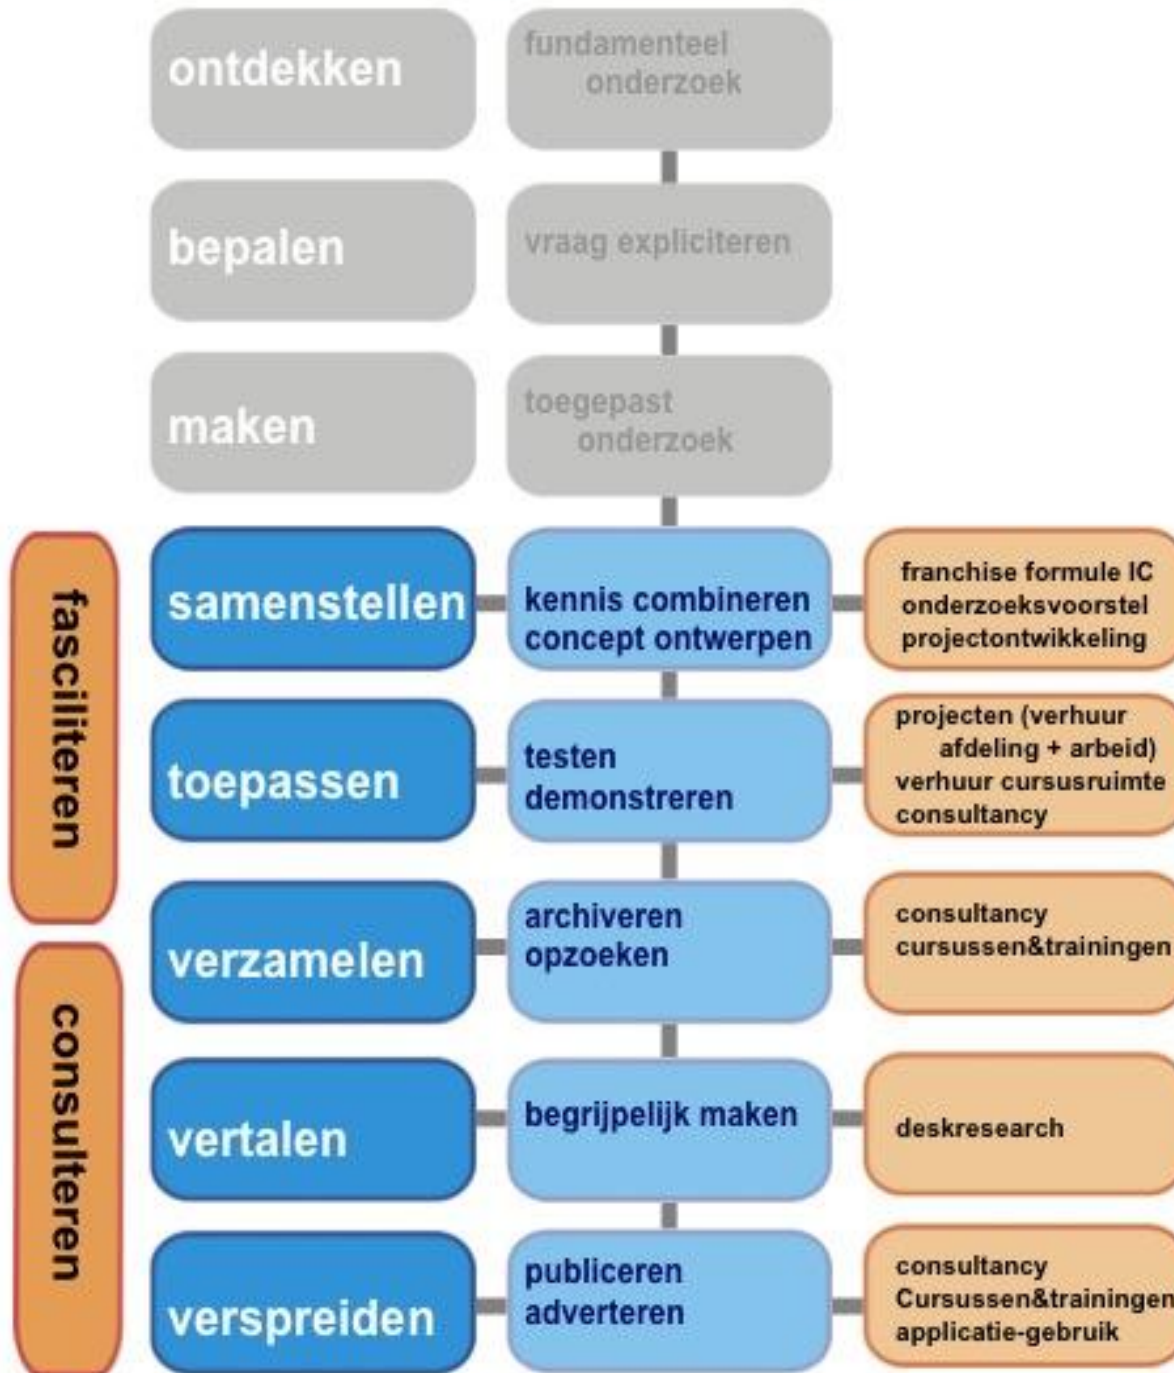 ontdekken
fundamenteel
onderzoek
bepalen
vraag expliciteren
maken
toegepast
onderzoek
fasciliteren
samenstellen
kennis combineren
concept ontwerpen
franchise formule IC
onderzoeksvoorstel
projectontwikkeling
toepassen
testen
demonstreren
projecten (verhuur
afdeling + arbeid)
verhuur cursusruimte
consultancy
consulteren
verzamelen
archiveren
opzoeken
consultancy
cursussen&trainingen
vertalen
begrijpelijk maken
deskresearch
verspreiden
publiceren
adverteren
consultancy
Cursussen&trainingen
applicatie-gebruik